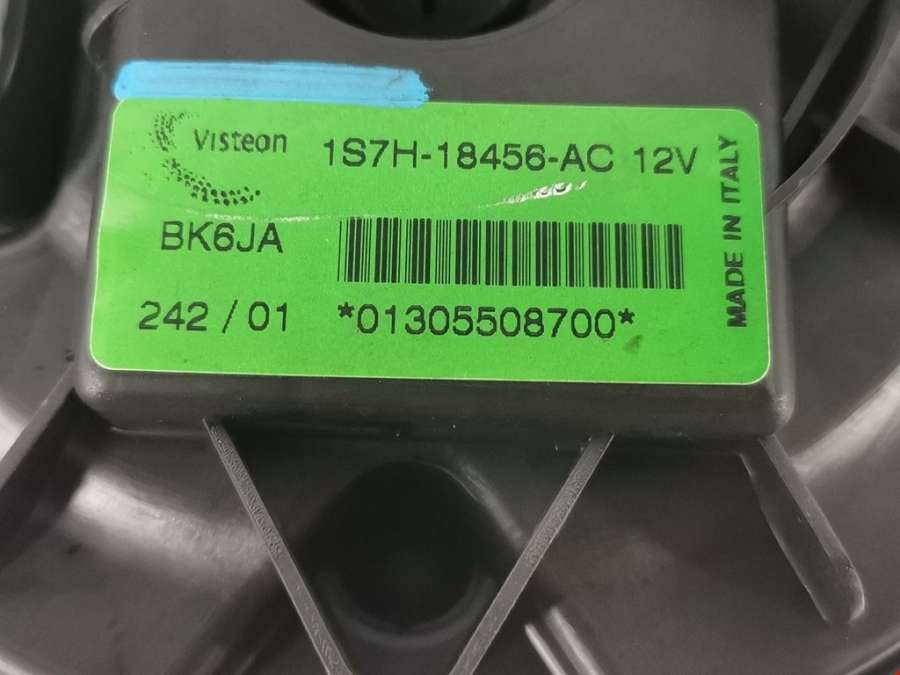 Visteon
1S7H-18456-AC 12V
BK6JA
242 / 01
*01305508700*
MADE IN ITALY